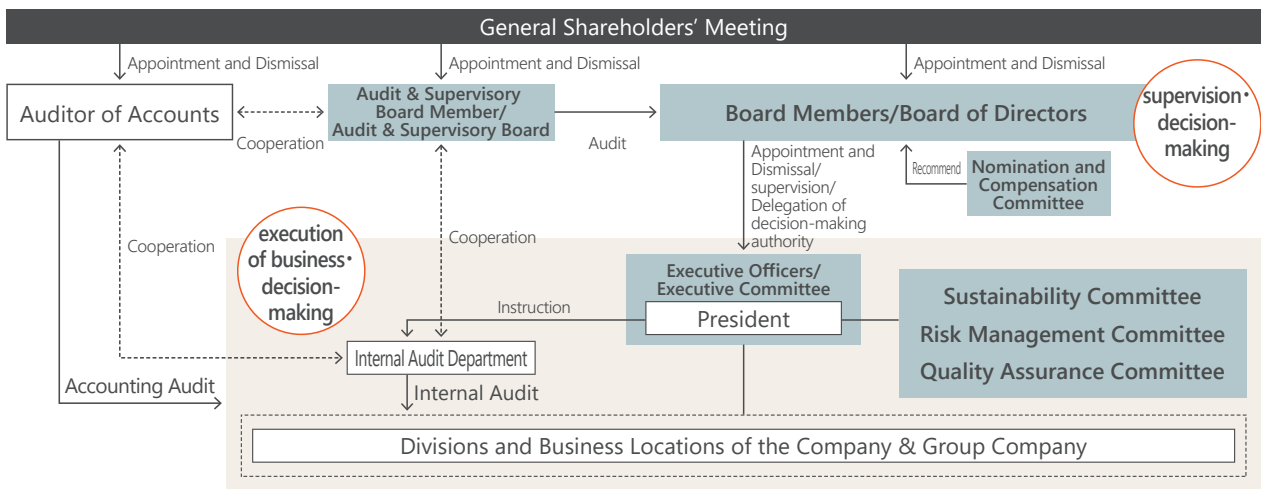 General Shareholders' Meeting
Appointment and Dismissal
Appointment and Dismissal
Appointment and Dismissal
Auditor of Accounts
Cooperation
Audit & Supervisory
Board Member/
Audit & Supervisory Board
Audit
Board Members/Board of Directors
supervision・
decision-
making
Appointment and
Dismissal/
supervision/
Delegation of
decision-making
authority
Recommend
Nomination and
Compensation
Committee
Cooperation
execution
of business・
decision-
making
Cooperation
Executive Officers/
Executive Committee
President
Instruction
Sustainability Committee
Risk Management Committee
Quality Assurance Committee
Internal Audit Department
Accounting Audit
Internal Audit
Divisions and Business Locations of the Company & Group Company